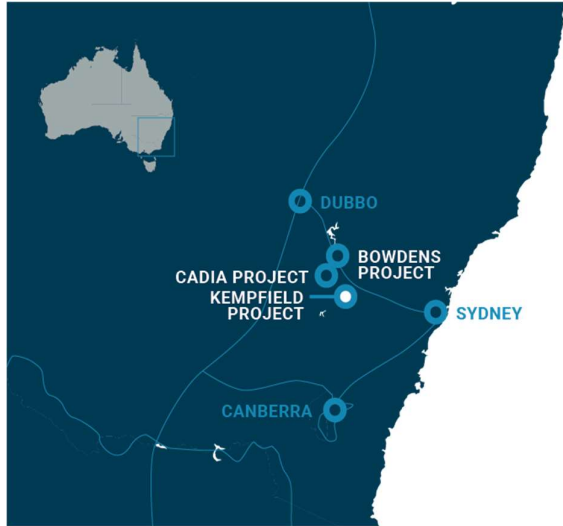 DUBBO
BOWDENS
PROJECT
CADIA PROJECT
KEMPFIELD
PROJECT
SYDNEY
CANBERRA